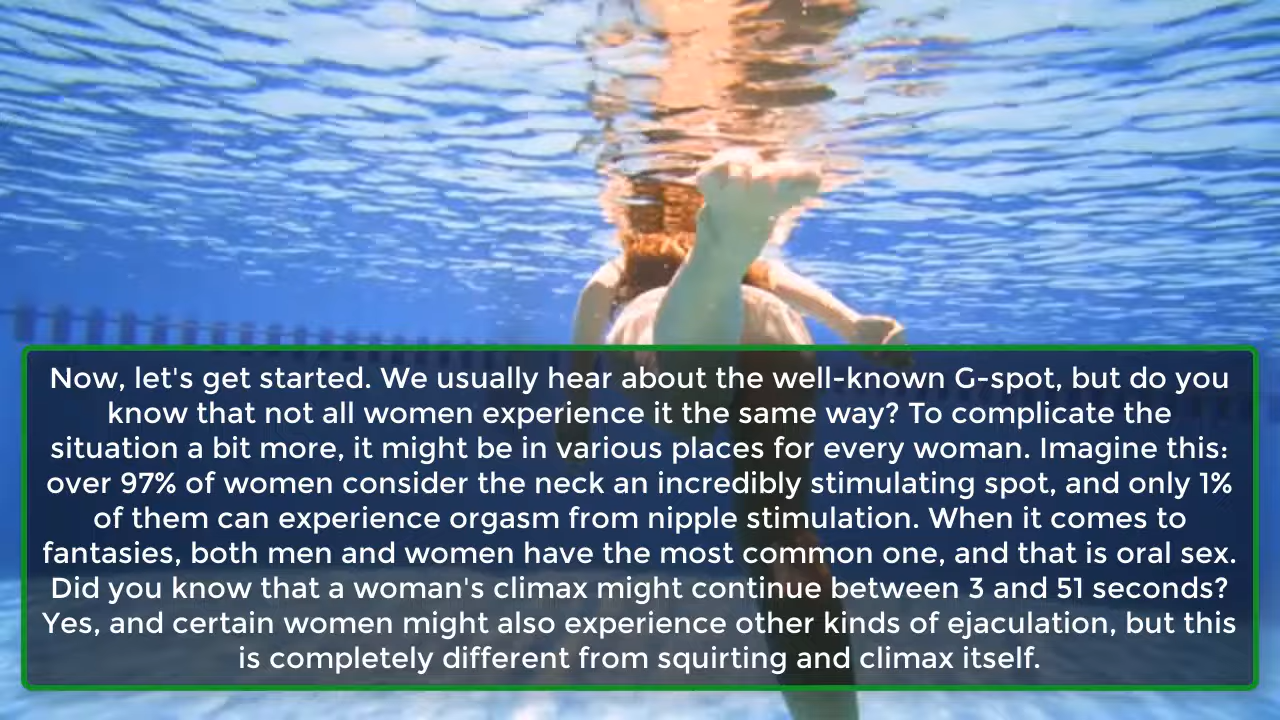 Now, let's get started. We usually hear about the well-known G-spot, but do you
know that not all women experience it the same way? To complicate the
situation a bit more, it might be in various places for every woman. Imagine this:
over 97% of women consider the neck an incredibly stimulating spot, and only 1%
of them can experience orgasm from nipple stimulation. When it comes to
fantasies, both men and women have the most common one, and that is oral sex.
Did you know that a woman's climax might continue between 3 and 51 seconds?
Yes, and certain women might also experience other kinds of ejaculation, but this
is completely different from squirting and climax itself.